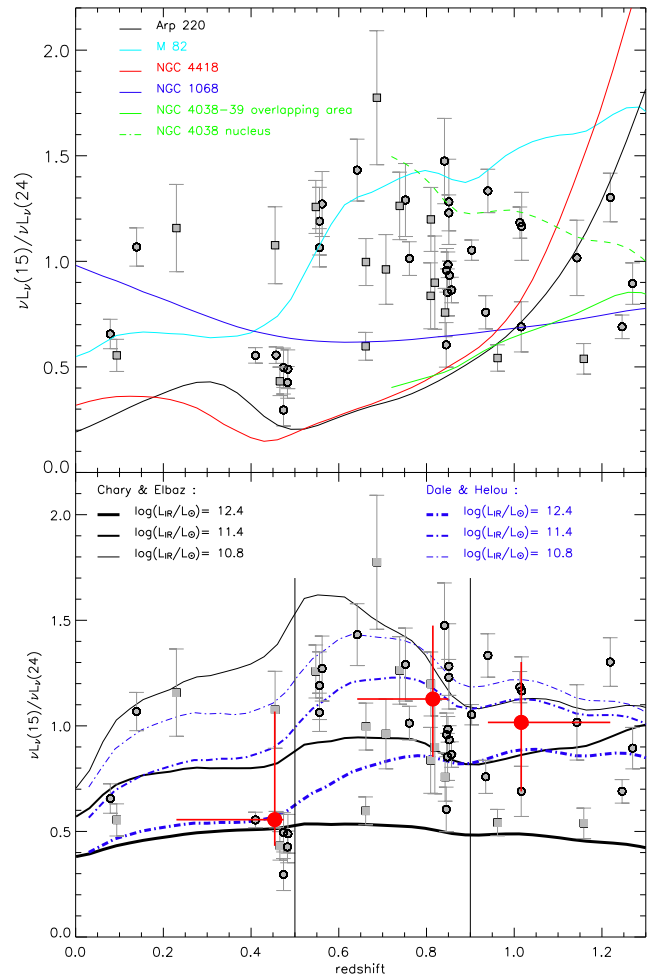 Arp 220
M 82
NGC 4418
NGC 1068
NGC 4038-39 overlapping area
NGC 4038 nucleus
νLν(15)/νLν(24)
2.0
1.5
1.0
0.5
0.0
Chary & Elbaz :
log(LIR/L⊙)= 12.4
log(LIR/L⊙)= 11.4
log(LIR/L⊙)= 10.8
Dale & Helou :
log(LIR/L⊙)= 12.4
log(LIR/L⊙)= 11.4
log(LIR/L⊙)= 10.8
νLν(15)/νLν(24)
2.0
1.5
1.0
0.5
0.0
0.0 0.2 0.4 0.6 0.8 1.0 1.2
redshift